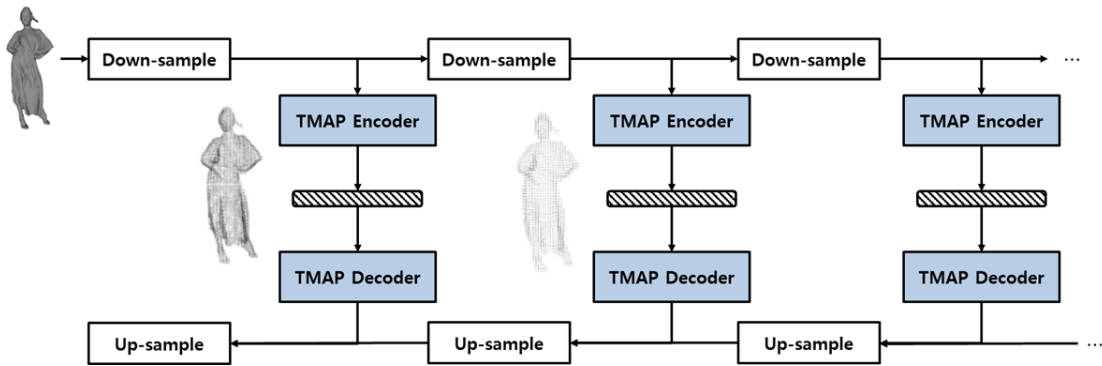 Down-sample Down-sample Down-sample ...
TMAP Encoder TMAP Encoder TMAP Encoder
TMAP Decoder TMAP Decoder TMAP Decoder
Up-sample Up-sample Up-sample ...